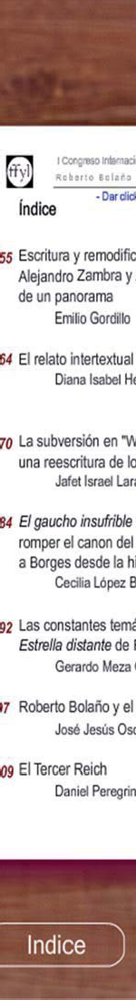 ffyl
I Congreso Internaci
Roberto Bolaño
- Dar click
Índice
55 Escritura y remodific
Alejandro Zambra y
de un panorama
Emilio Gordillo
64 El relato intertextual
Diana Isabel He
70 La subversión en "W
una reescritura de lo
Jafet Israel Lara
84 El gaucho insufrible
romper el canon del
a Borges desde la hi
Cecilia López B
92 Las constantes temá
Estrella distante de
Gerardo Meza
97 Roberto Bolaño y el
José Jesús Oso
09 El Tercer Reich
Daniel Peregrin
Indice